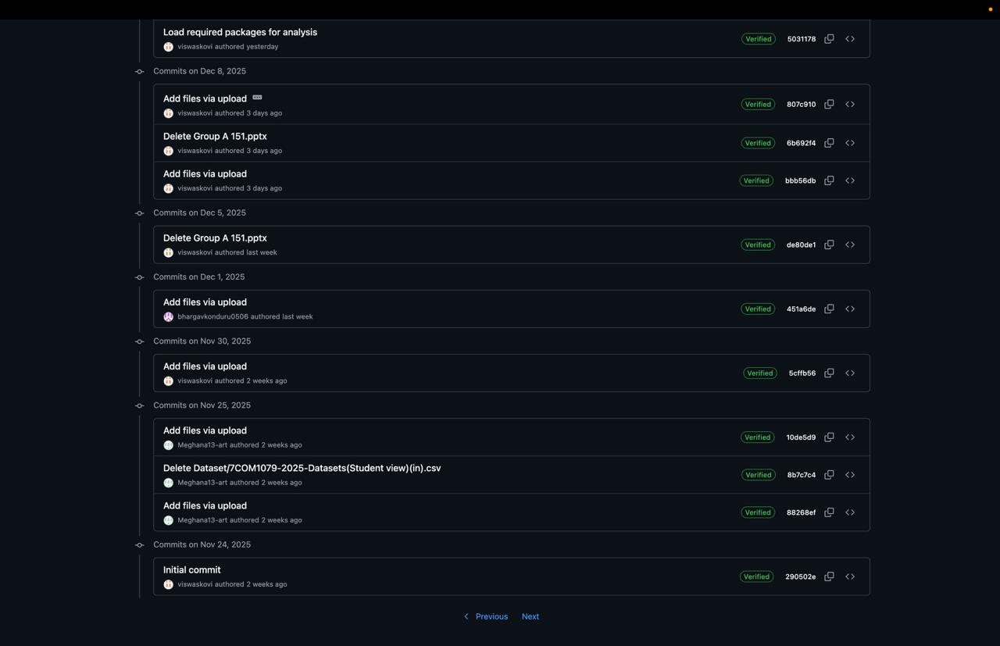 Load required packages for analysis
viswaskovi authored yesterday
Verified 5031178
Commits on Dec 8, 2025
Add files via upload
viswaskovi authored 3 days ago
Verified 807c910
Delete Group A 151.pptx
viswaskovi authored 3 days ago
Verified 6b692f4
Add files via upload
viswaskovi authored 3 days ago
Verified bbb56db
Commits on Dec 5, 2025
Delete Group A 151.pptx
viswaskovi authored last week
Verified de80de1
Commits on Dec 1, 2025
Add files via upload
bhargavkonduru0506 authored last week
Verified 451a6de
Commits on Nov 30, 2025
Add files via upload
viswaskovi authored 2 weeks ago
Verified 5cffb56
Commits on Nov 25, 2025
Add files via upload
Meghana13-art authored 2 weeks ago
Verified 10de5d9
Delete Dataset/7COM1079-2025-Datasets(Student view)(in).csv
Meghana13-art authored 2 weeks ago
Verified 8b7c7c4
Add files via upload
Meghana13-art authored 2 weeks ago
Verified 88268ef
Commits on Nov 24, 2025
Initial commit
viswaskovi authored 2 weeks ago
Verified 290502e
Previous Next